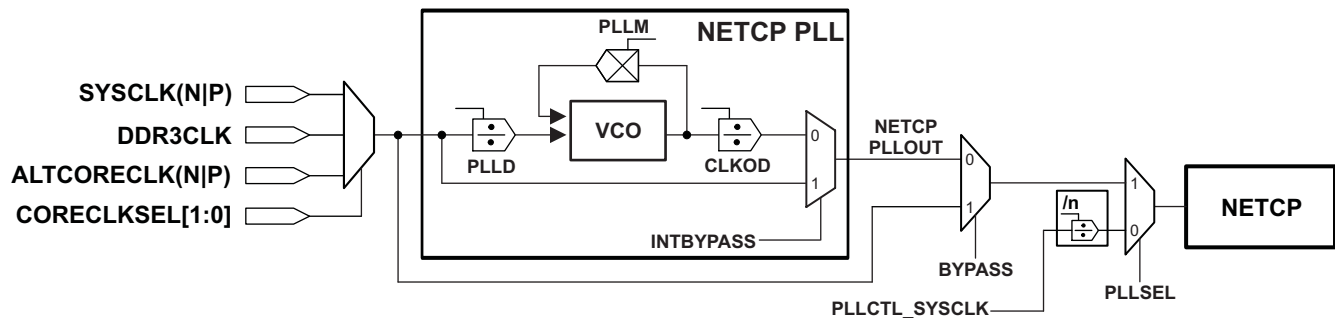 NETCP PLL
PLLM
SYSCLK(N|P)
DDR3CLK
ALTCORECLK(N|P)
CORECLKSEL[1:0]
PLLD
VCO
CLKOD
0
1
INTBYPASS
NETCP
PLLOUT
0
1
BYPASS
/n
PLLCTL_SYSCLK
1
0
PLLSEL
NETCP